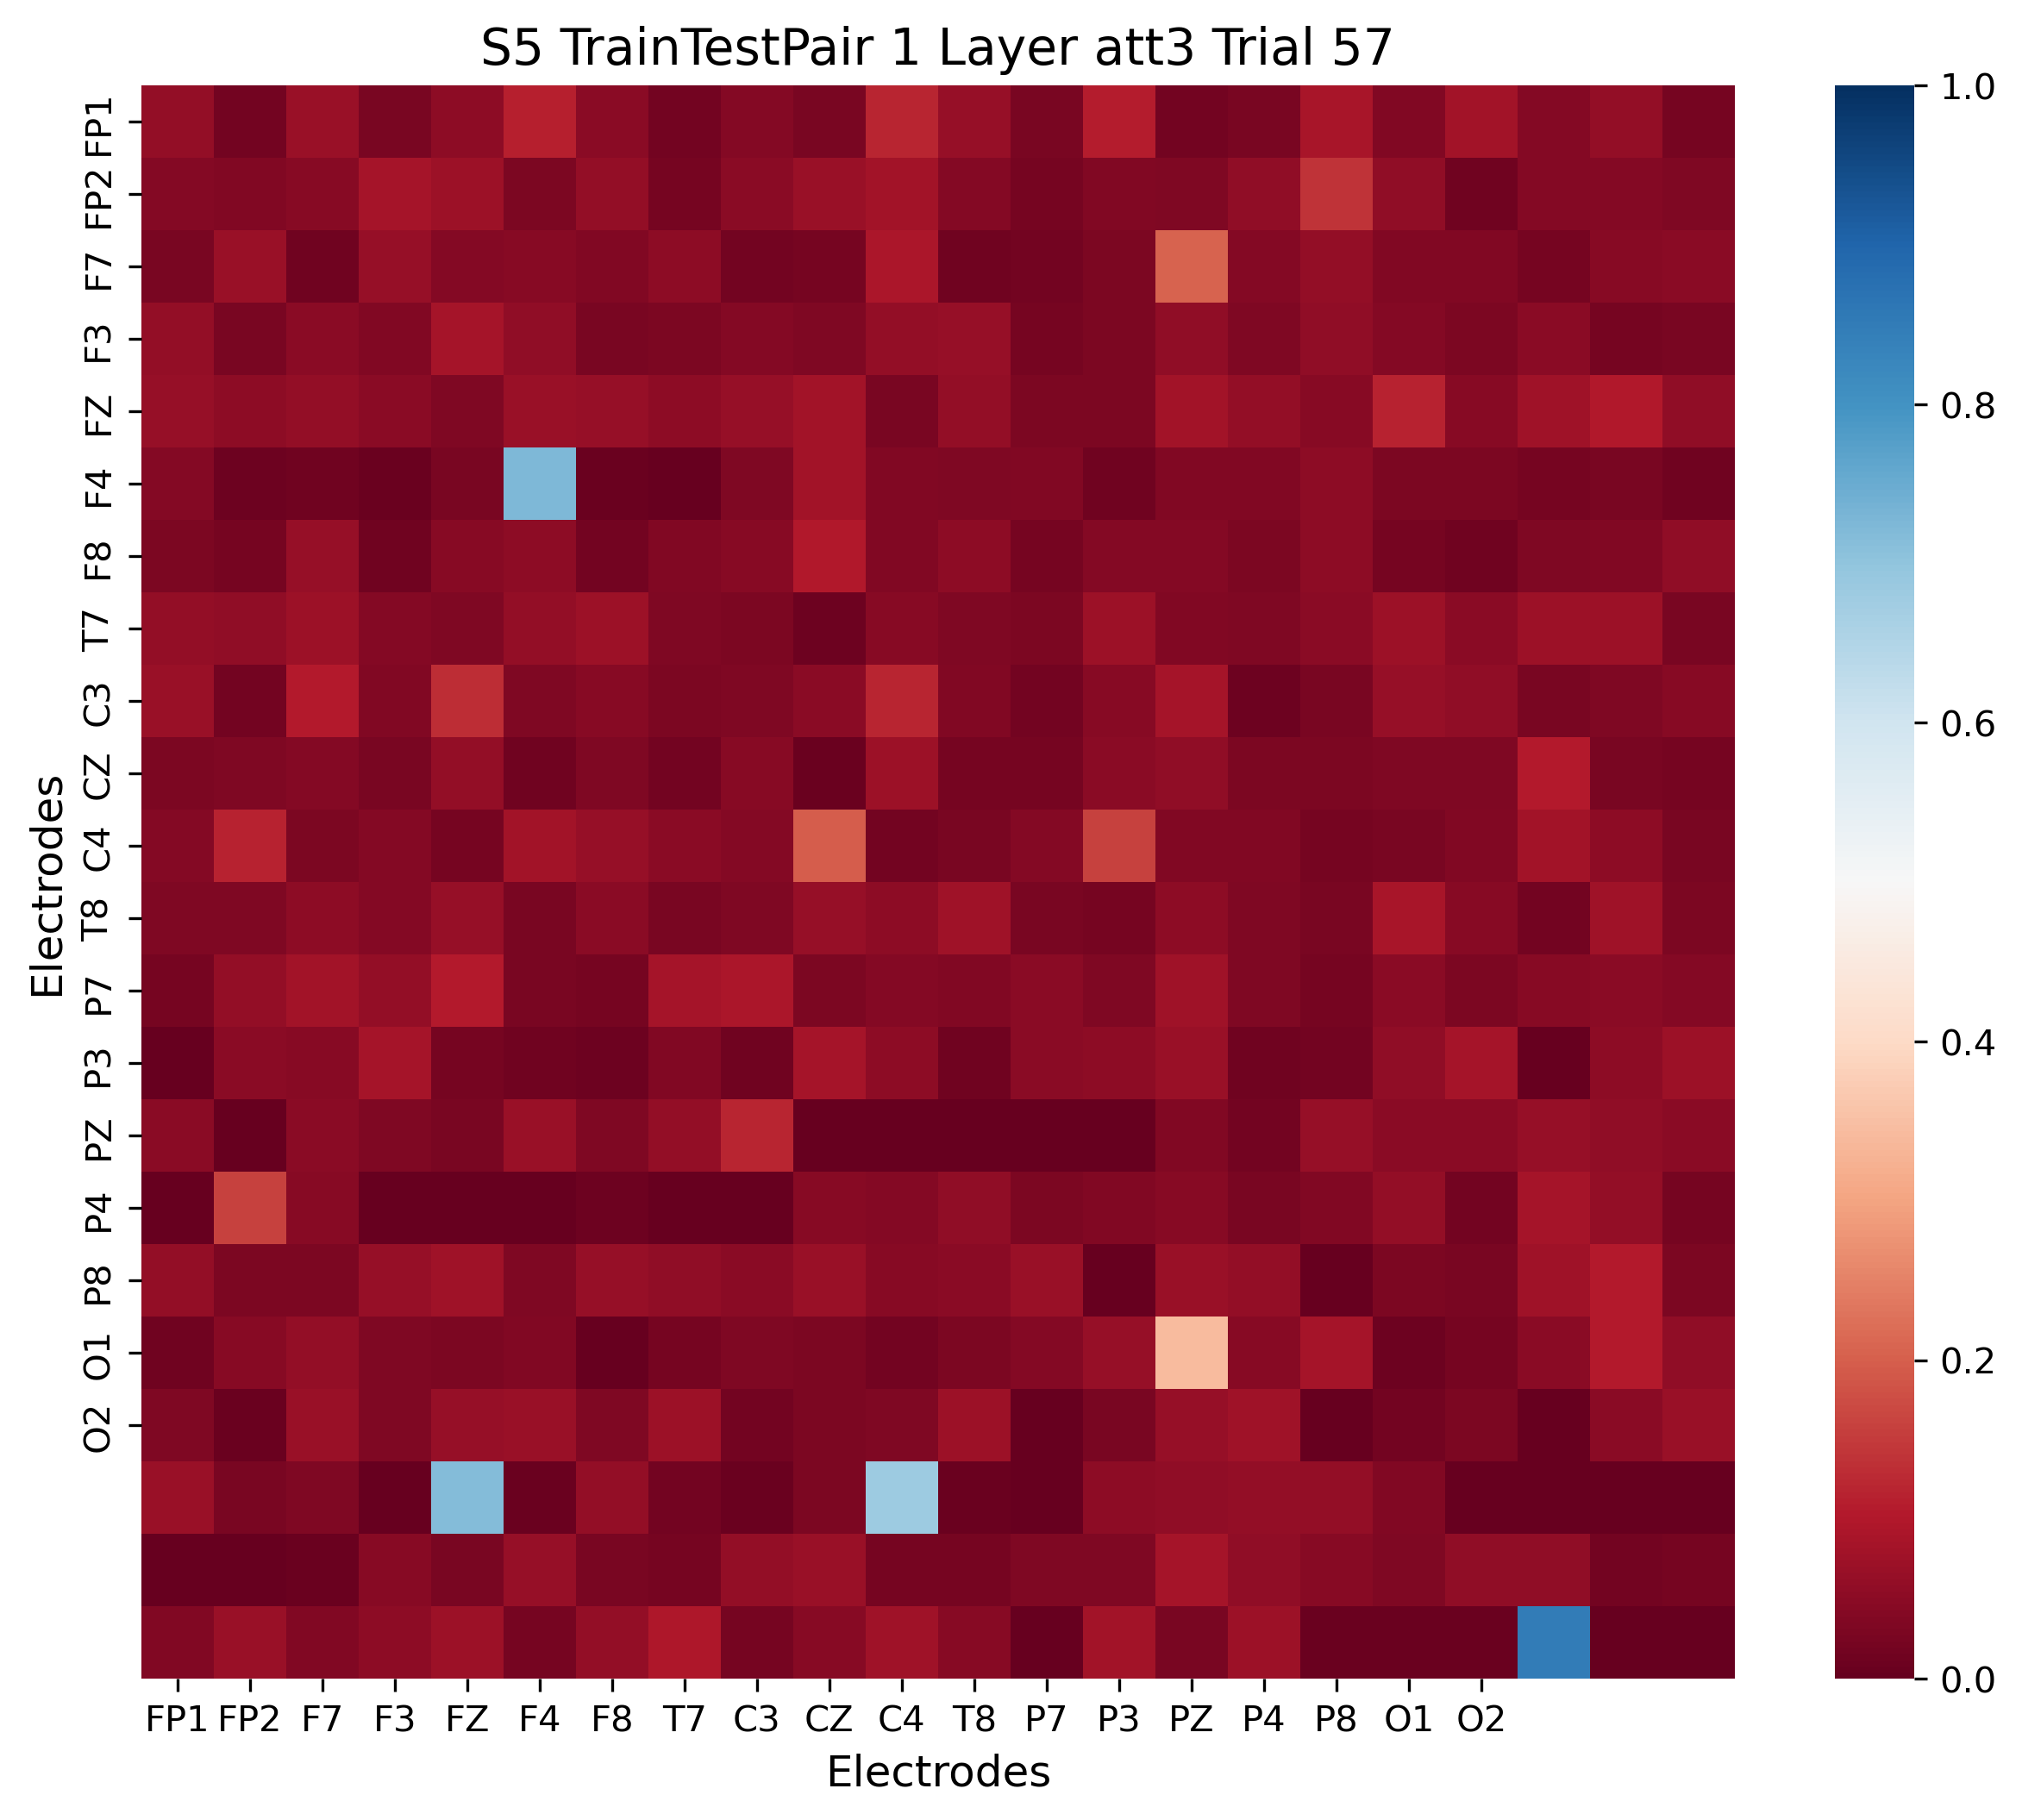 S5 TrainTestPair 1 Layer att3 Trial 57
Electrodes
FP1
FP2
F7
F3
FZ
F4
F8
T7
C3
CZ
C4
T8
P7
P3
PZ
P4
P8
O1
O2
FP1 FP2 F7 F3 FZ F4 F8 T7 C3 CZ C4 T8 P7 P3 PZ P4 P8 O1 O2
Electrodes
1.0
0.8
0.6
0.4
0.2
0.0